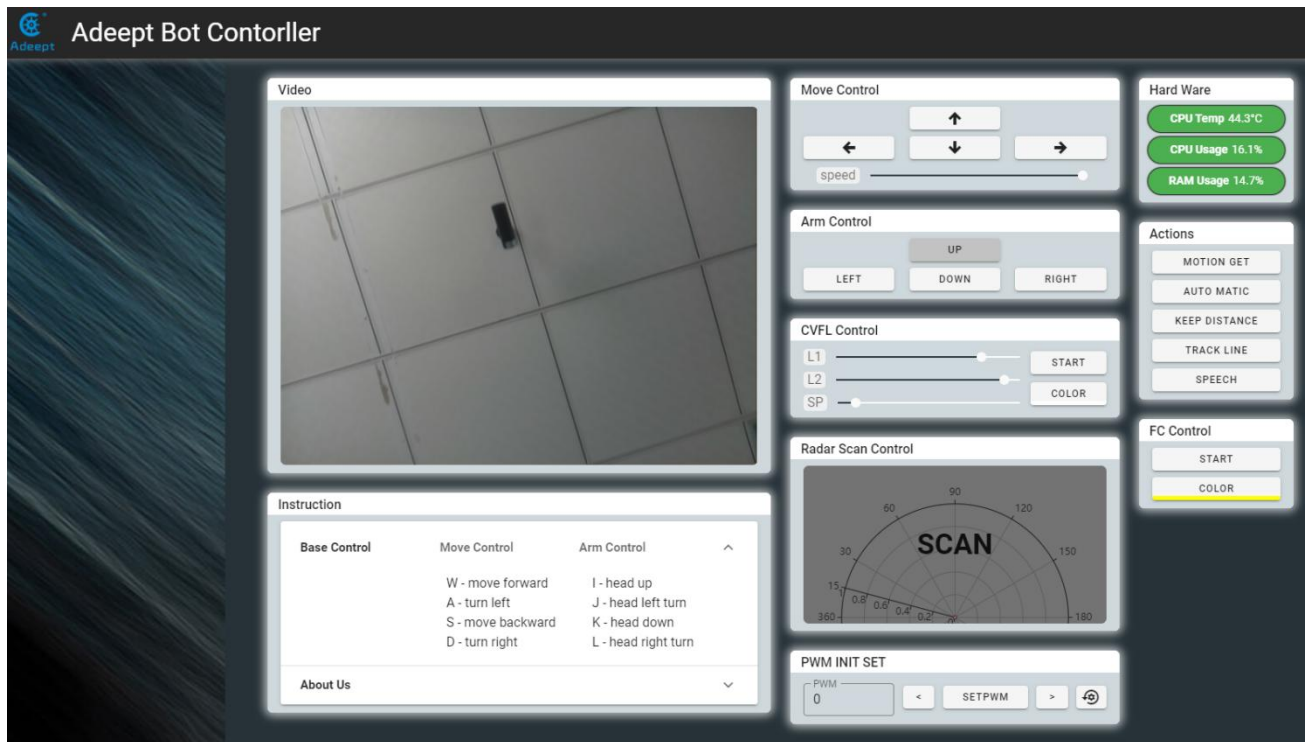 Adeept
Adeept Bot Contorller
Video
Instruction
Base Control
Move Control
Arm Control
W - move forward
A - turn left
S - move backward
D - turn right
I - head up
J - head left turn
K - head down
L - head right turn
About Us
Move Control
speed
Arm Control
UP
LEFT
DOWN
RIGHT
CVFL Control
L1
START
L2
COLOR
SP
Radar Scan Control
SCAN
90
60
120
30
150
15
1
0.8
0.6
0.4
0.2
360
180
PWM INIT SET
PWM
0
<
SETPWM
>
Hard Ware
CPU Temp 44.3°C
CPU Usage 16.1%
RAM Usage 14.7%
Actions
MOTION GET
AUTO MATIC
KEEP DISTANCE
TRACK LINE
SPEECH
FC Control
START
COLOR